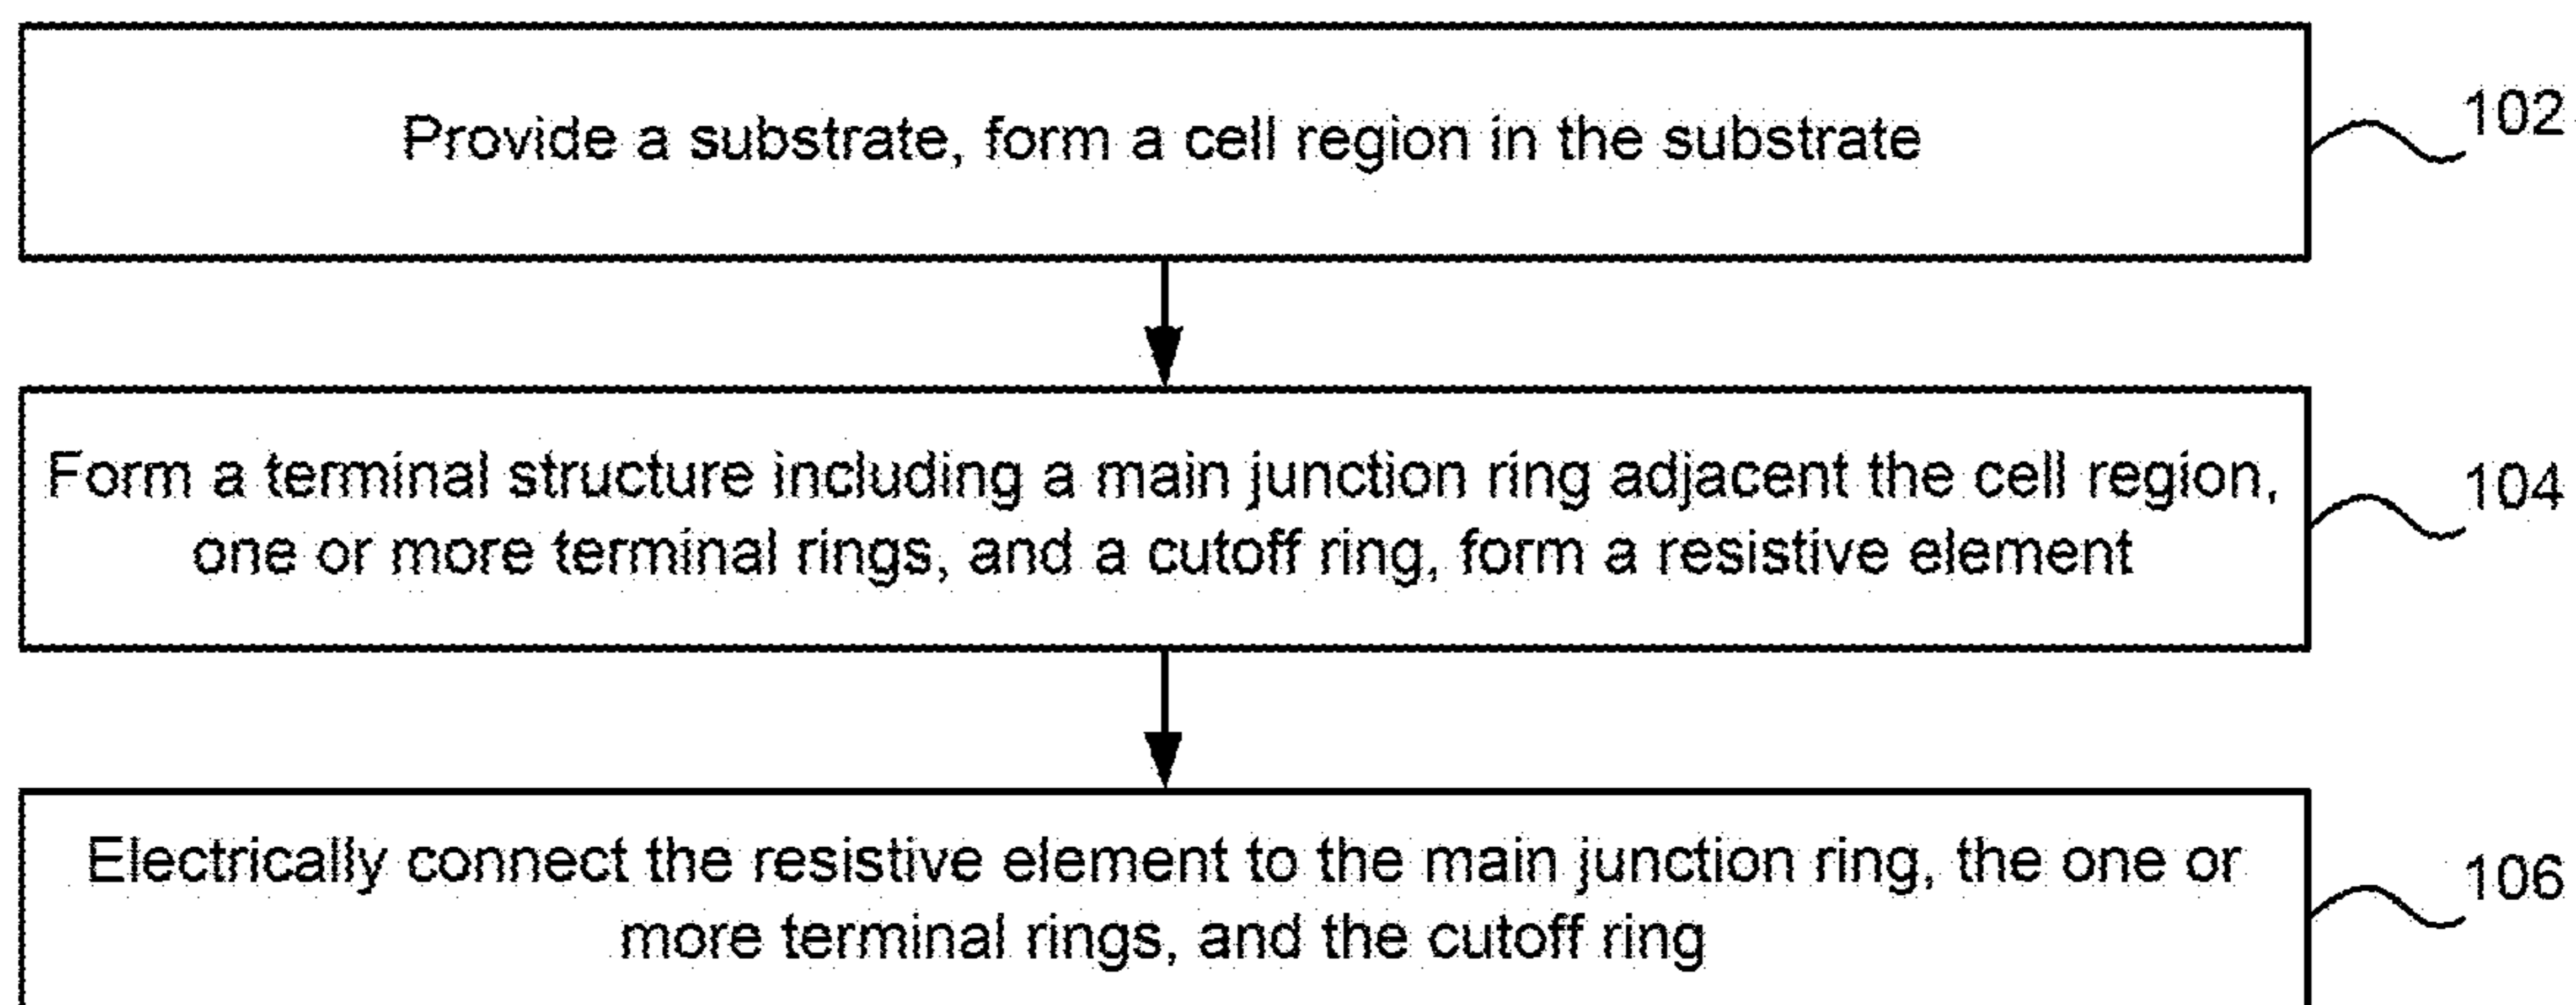 Provide a substrate, form a cell region in the substrate
102
Form a terminal structure including a main junction ring adjacent the cell region,
one or more terminal rings, and a cutoff ring, form a resistive element
104
Electrically connect the resistive element to the main junction ring, the one or
more terminal rings, and the cutoff ring
106